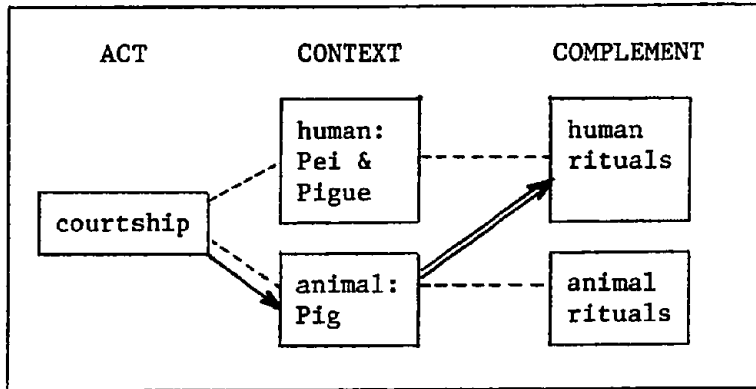 ACT CONTEXT COMPLEMENT
human:
Pei &
Pigue
human
rituals
courtship
animal:
Pig
animal
rituals